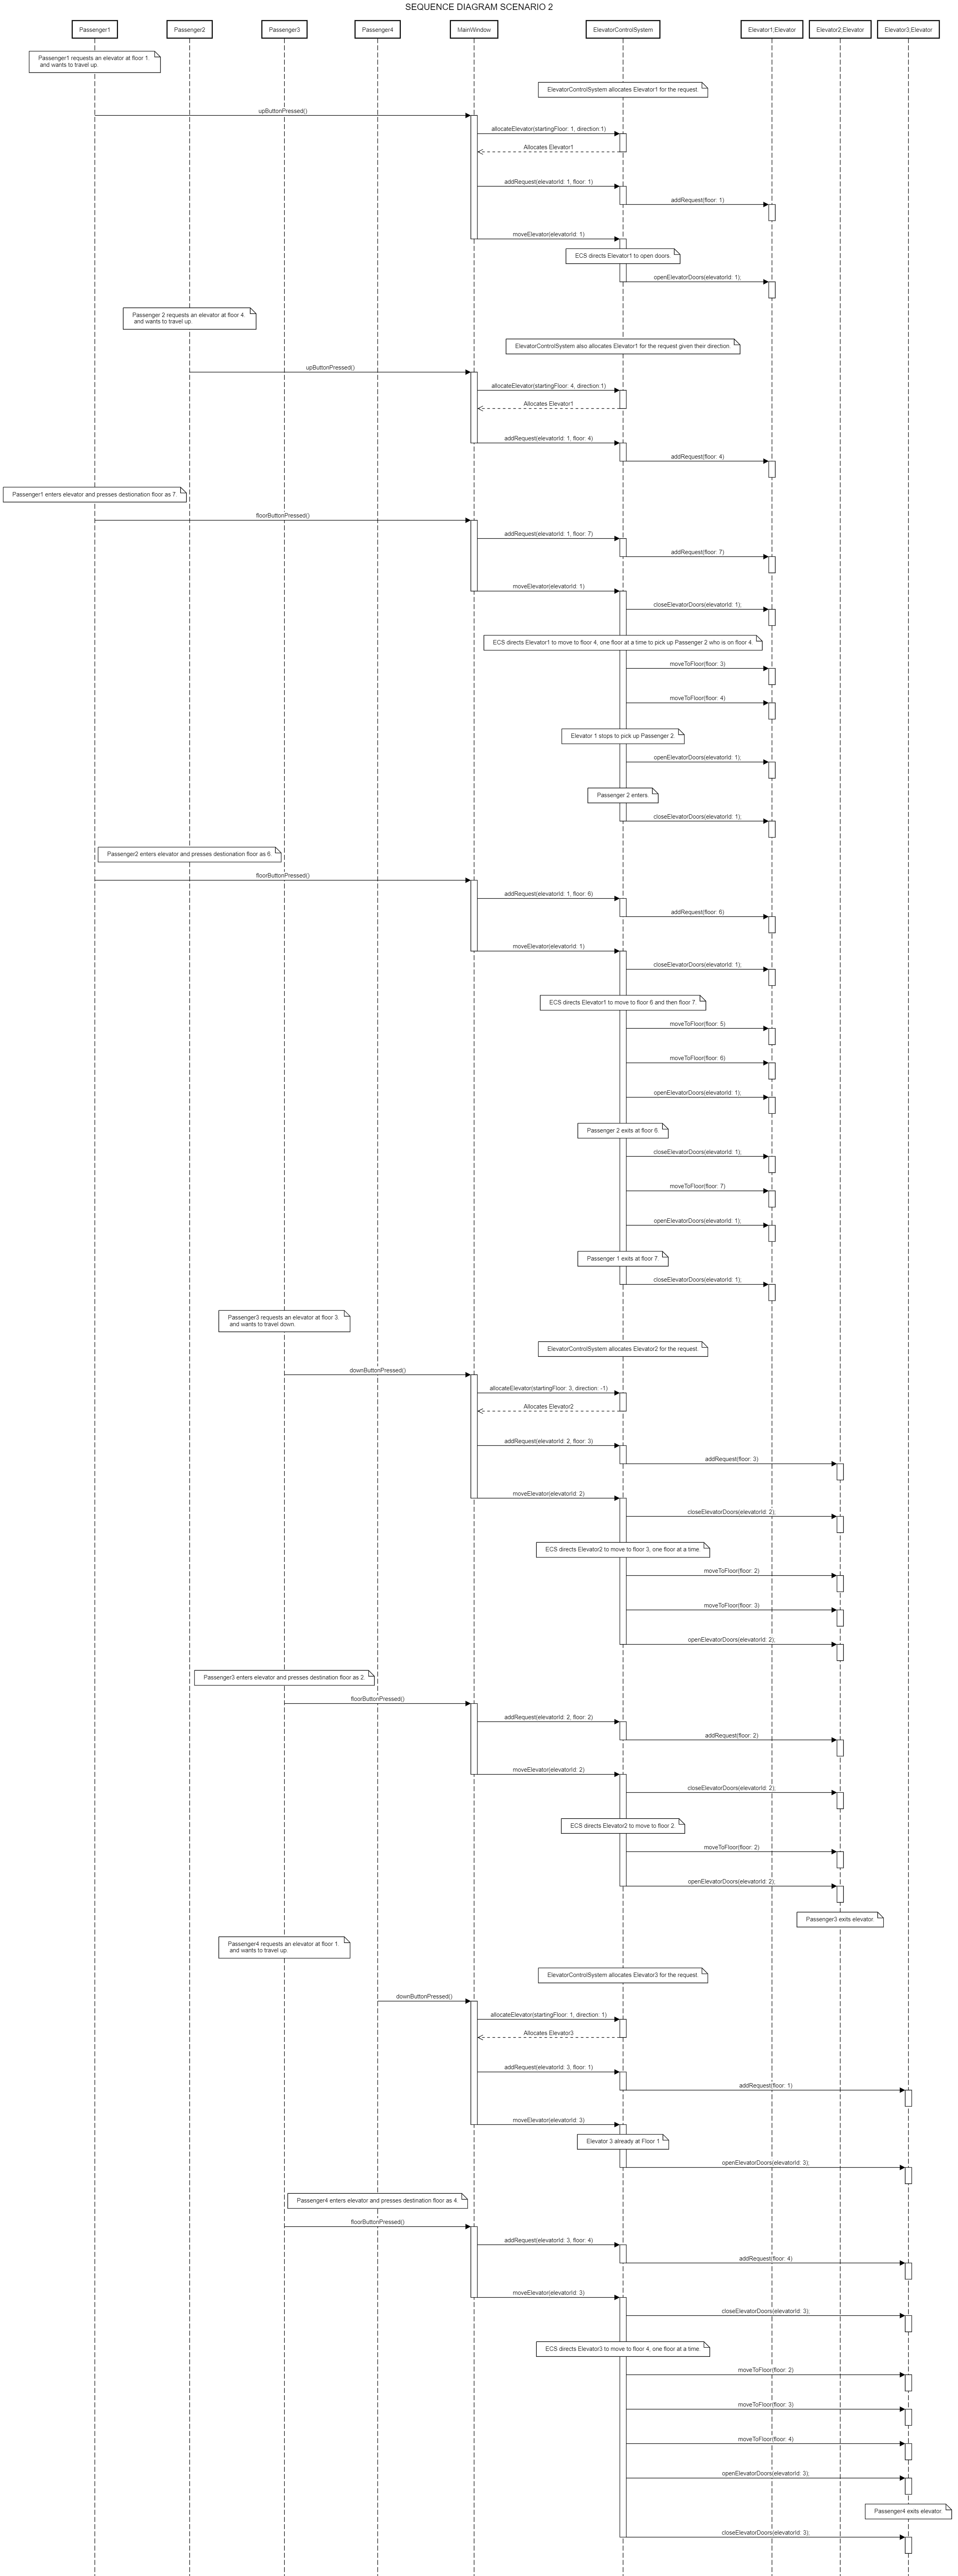 SEQUENCE DIAGRAM SCENARIO 2
Passenger1
Passenger2
Passenger3
Passenger4
MainWindow
ElevatorControlSystem
Elevator1;Elevator
Elevator2;Elevator
Elevator3;Elevator
Passenger1 requests an elevator at floor 1.
and wants to travel up.
ElevatorControlSystem allocates Elevator1 for the request.
upButtonPressed()
allocateElevator(startingFloor: 1, direction:1)
Allocates Elevator1
addRequest(elevatorId: 1, floor: 1)
addRequest(floor: 1)
moveElevator(elevatorId: 1)
ECS directs Elevator1 to open doors.
openElevatorDoors(elevatorId: 1);
Passenger 2 requests an elevator at floor 4.
and wants to travel up.
ElevatorControlSystem also allocates Elevator1 for the request given their direction.
upButtonPressed()
allocateElevator(startingFloor: 4, direction:1)
Allocates Elevator1
addRequest(elevatorId: 1, floor: 4)
addRequest(floor: 4)
Passenger1 enters elevator and presses destionation floor as 7.
floorButtonPressed()
addRequest(elevatorId: 1, floor: 7)
addRequest(floor: 7)
moveElevator(elevatorId: 1)
closeElevatorDoors(elevatorId: 1);
ECS directs Elevator1 to move to floor 4, one floor at a time to pick up Passenger 2 who is on floor 4.
moveToFloor(floor: 3)
moveToFloor(floor: 4)
Elevator 1 stops to pick up Passenger 2.
openElevatorDoors(elevatorId: 1);
Passenger 2 enters.
closeElevatorDoors(elevatorId: 1);
Passenger2 enters elevator and presses destionation floor as 6.
floorButtonPressed()
addRequest(elevatorId: 1, floor: 6)
addRequest(floor: 6)
moveElevator(elevatorId: 1)
closeElevatorDoors(elevatorId: 1);
ECS directs Elevator1 to move to floor 6 and then floor 7
moveToFloor(floor: 5)
moveToFloor(floor: 6)
openElevatorDoors(elevatorId: 1);
Passenger 2 exits at floor 6.
closeElevatorDoors(elevatorId: 1);
moveToFloor(floor: 7)
openElevatorDoors(elevatorId: 1);
Passenger 1 exits at floor 7.
closeElevatorDoors(elevatorId: 1);
Passenger3 requests an elevator at floor 3.
and wants to travel down.
ElevatorControlSystem allocates Elevator2 for the request.
downButtonPressed()
allocateElevator(startingFloor: 3, direction: -1)
Allocates Elevator2
addRequest(elevatorId: 2, floor: 3)
addRequest(floor: 3)
moveElevator(elevatorId: 2)
closeElevatorDoors(elevatorId: 2);
ECS directs Elevator2 to move to floor 3, one floor at a time
moveToFloor(floor: 2)
moveToFloor(floor: 3)
openElevatorDoors(elevatorId: 2);
Passenger3 enters elevator and presses destination floor as 2.
floorButtonPressed()
addRequest(elevatorId: 2, floor: 2)
addRequest(floor: 2)
moveElevator(elevatorId: 2)
closeElevatorDoors(elevatorId: 2);
ECS directs Elevator2 to move to floor 2.
moveToFloor(floor: 2)
openElevatorDoors(elevatorId: 2);
Passenger3 exits elevator.
Passenger4 requests an elevator at floor 1.
and wants to travel up.
ElevatorControlSystem allocates Elevator3 for the request.
downButtonPressed()
allocateElevator(startingFloor: 1, direction: 1)
Allocates Elevator3
addRequest(elevatorId: 3, floor: 1)
addRequest(floor: 1)
moveElevator(elevatorId: 3)
Elevator 3 already at Floor 1
openElevatorDoors(elevatorId: 3);
Passenger4 enters elevator and presses destination floor as 4.
floorButtonPressed()
addRequest(elevatorId: 3, floor: 4)
addRequest(floor: 4)
moveElevator(elevatorId: 3)
closeElevatorDoors(elevatorId: 3);
ECS directs Elevator3 to move to floor 4, one floor at a time.
moveToFloor(floor: 2)
moveToFloor(floor: 3)
moveToFloor(floor: 4)
openElevatorDoors(elevatorId: 3);
Passenger4 exits elevator.
closeElevatorDoors(elevatorId: 3);